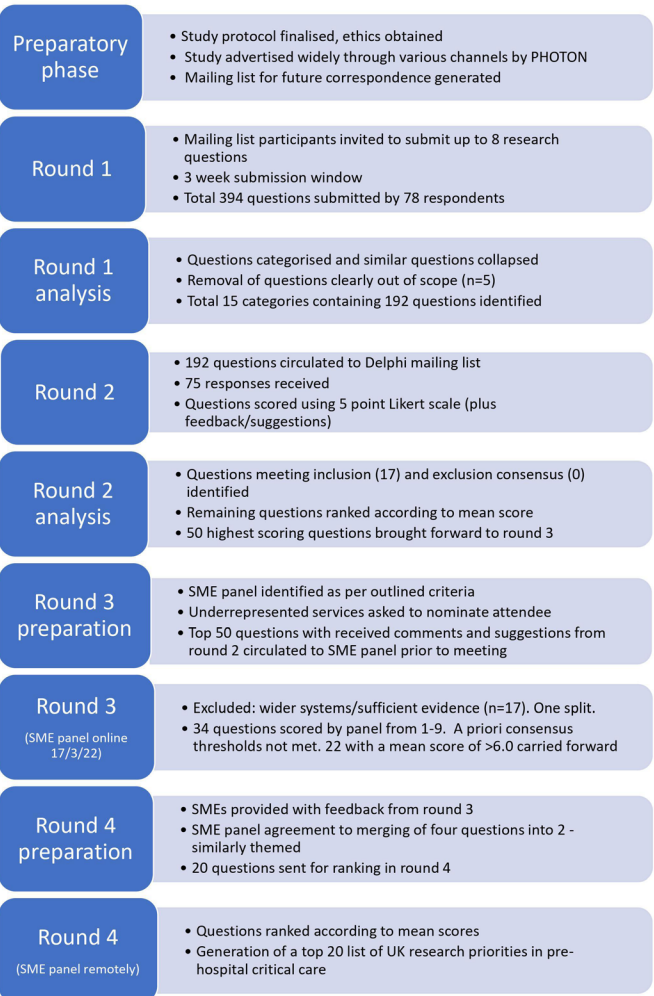 Preparatory
phase
• Study protocol finalised, ethics obtained
• Study advertised widely through various channels by PHOTON
• Mailing list for future correspondence generated
Round 1
• Mailing list participants invited to submit up to 8 research
questions
• 3 week submission window
• Total 394 questions submitted by 78 respondents
Round 1
analysis
• Questions categorised and similar questions collapsed
• Removal of questions clearly out of scope (n=5)
• Total 15 categories containing 192 questions identified
Round 2
• 192 questions circulated to Delphi mailing list
• 75 responses received
• Questions scored using 5 point Likert scale (plus
feedback/suggestions)
Round 2
analysis
• Questions meeting inclusion (17) and exclusion consensus (0)
identified
• Remaining questions ranked according to mean score
• 50 highest scoring questions brought forward to round 3
Round 3
preparation
• SME panel identified as per outlined criteria
• Underrepresented services asked to nominate attendee
• Top 50 questions with received comments and suggestions from
round 2 circulated to SME panel prior to meeting
Round 3
(SME panel online
17/3/22)
• Excluded: wider systems/sufficient evidence (n=17). One split.
• 34 questions scored by panel from 1-9. A priori consensus
thresholds not met. 22 with a mean score of >6.0 carried forward
Round 4
preparation
• SMEs provided with feedback from round 3
• SME panel agreement to merging of four questions into 2 -
similarly themed
• 20 questions sent for ranking in round 4
Round 4
(SME panel remotely)
• Questions ranked according to mean scores
• Generation of a top 20 list of UK research priorities in pre-
hospital critical care